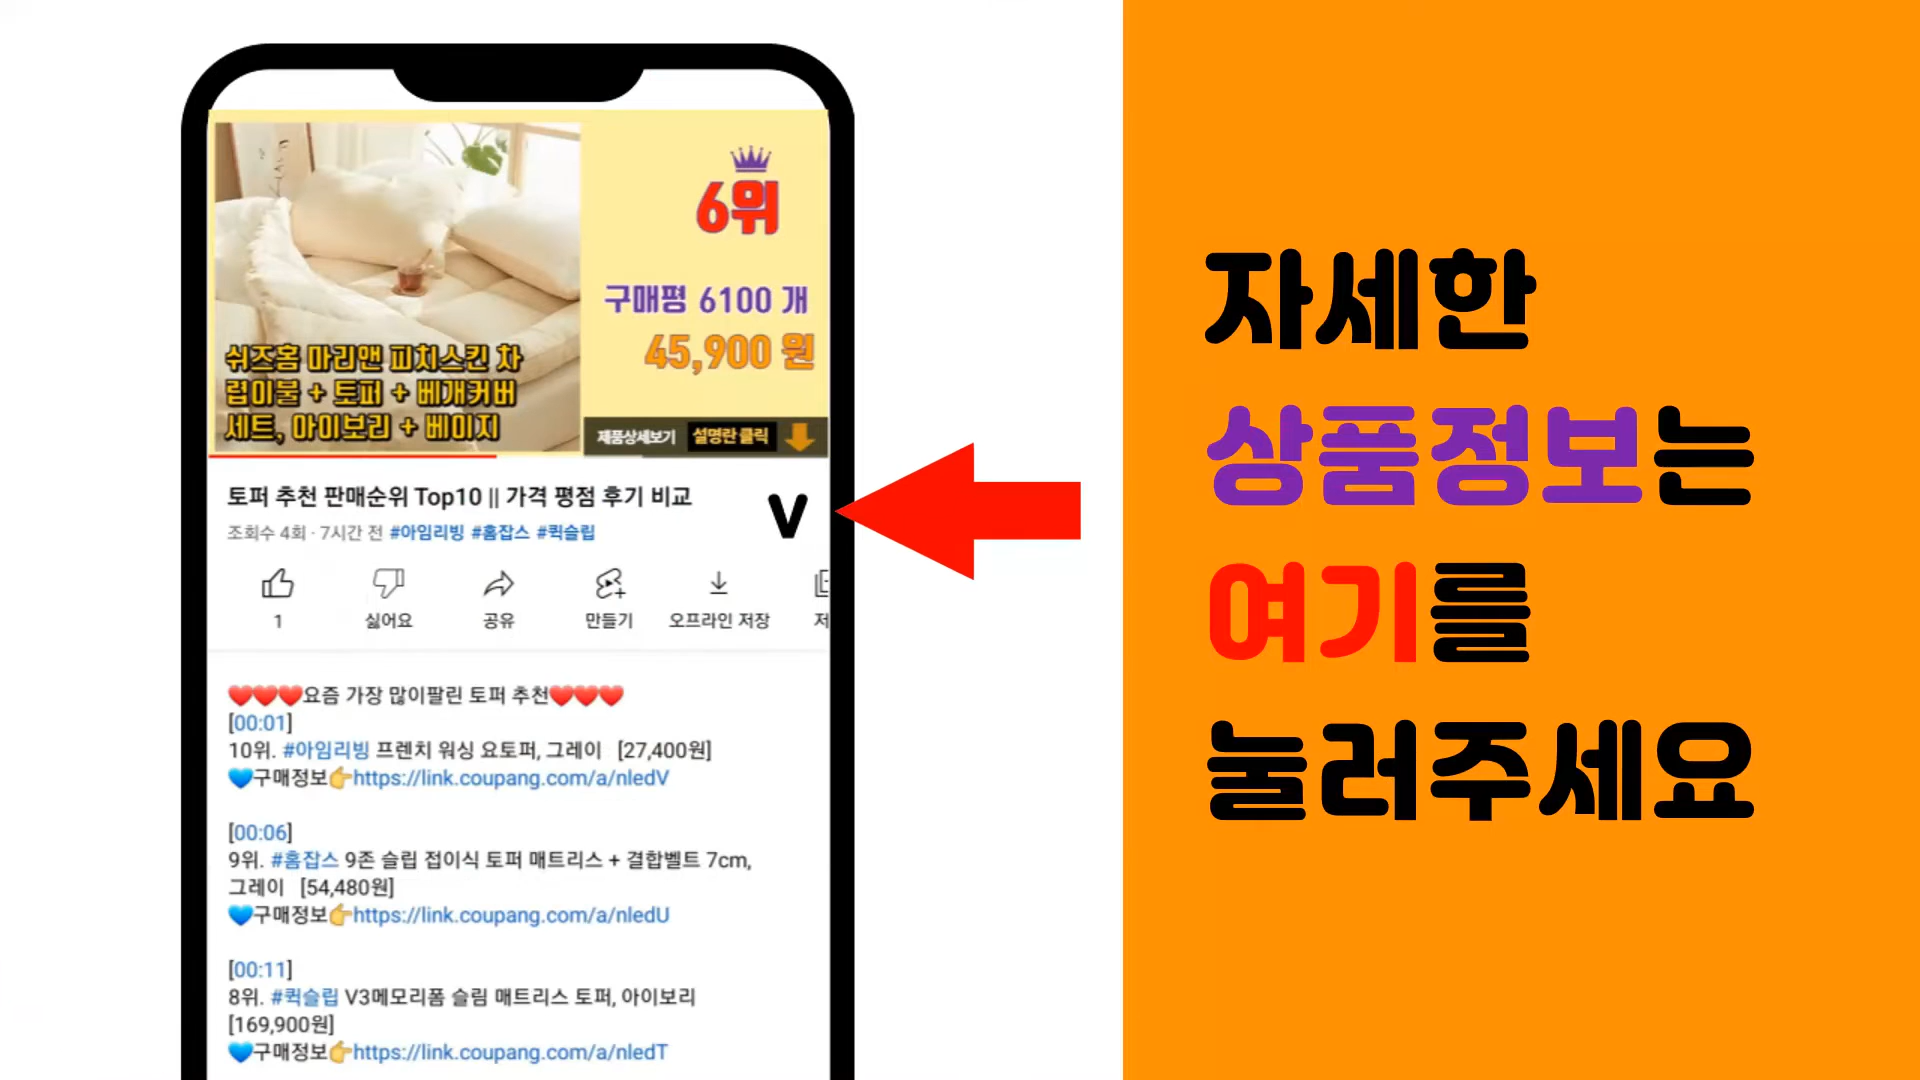 6위
구매평 6100 개
45,900 원
쉬즈홈 마리앤 피치스킨 차
렵이불 + 토퍼 + 베개커버
세트, 아이보리 + 베이지
제품상세보기 설명란 클릭
토퍼 추천 판매순위 Top10 || 가격 평점 후기 비교
V
조회수 4회 · 7시간 전 #아임리빙 #홈잡스 #퀵슬립
1 싫어요 공유 만들기 오프라인 저장 저
❤️❤️❤️요즘 가장 많이팔린 토퍼 추천❤️❤️❤️
[00:01]
10위. #아임리빙 프렌치 워싱 요토퍼, 그레이 [27,400원]
💙구매정보👉https://link.coupang.com/a/nledV
[00:06]
9위. #홈잡스 9존 슬립 접이식 토퍼 매트리스 + 결합벨트 7cm,
그레이 [54,480원]
💙구매정보👉https://link.coupang.com/a/nledU
[00:11]
8위. #퀵슬립 V3메모리폼 슬림 매트리스 토퍼, 아이보리
[169,900원]
💙구매정보👉https://link.coupang.com/a/nledT
자세한
상품정보는
여기를
눌러주세요